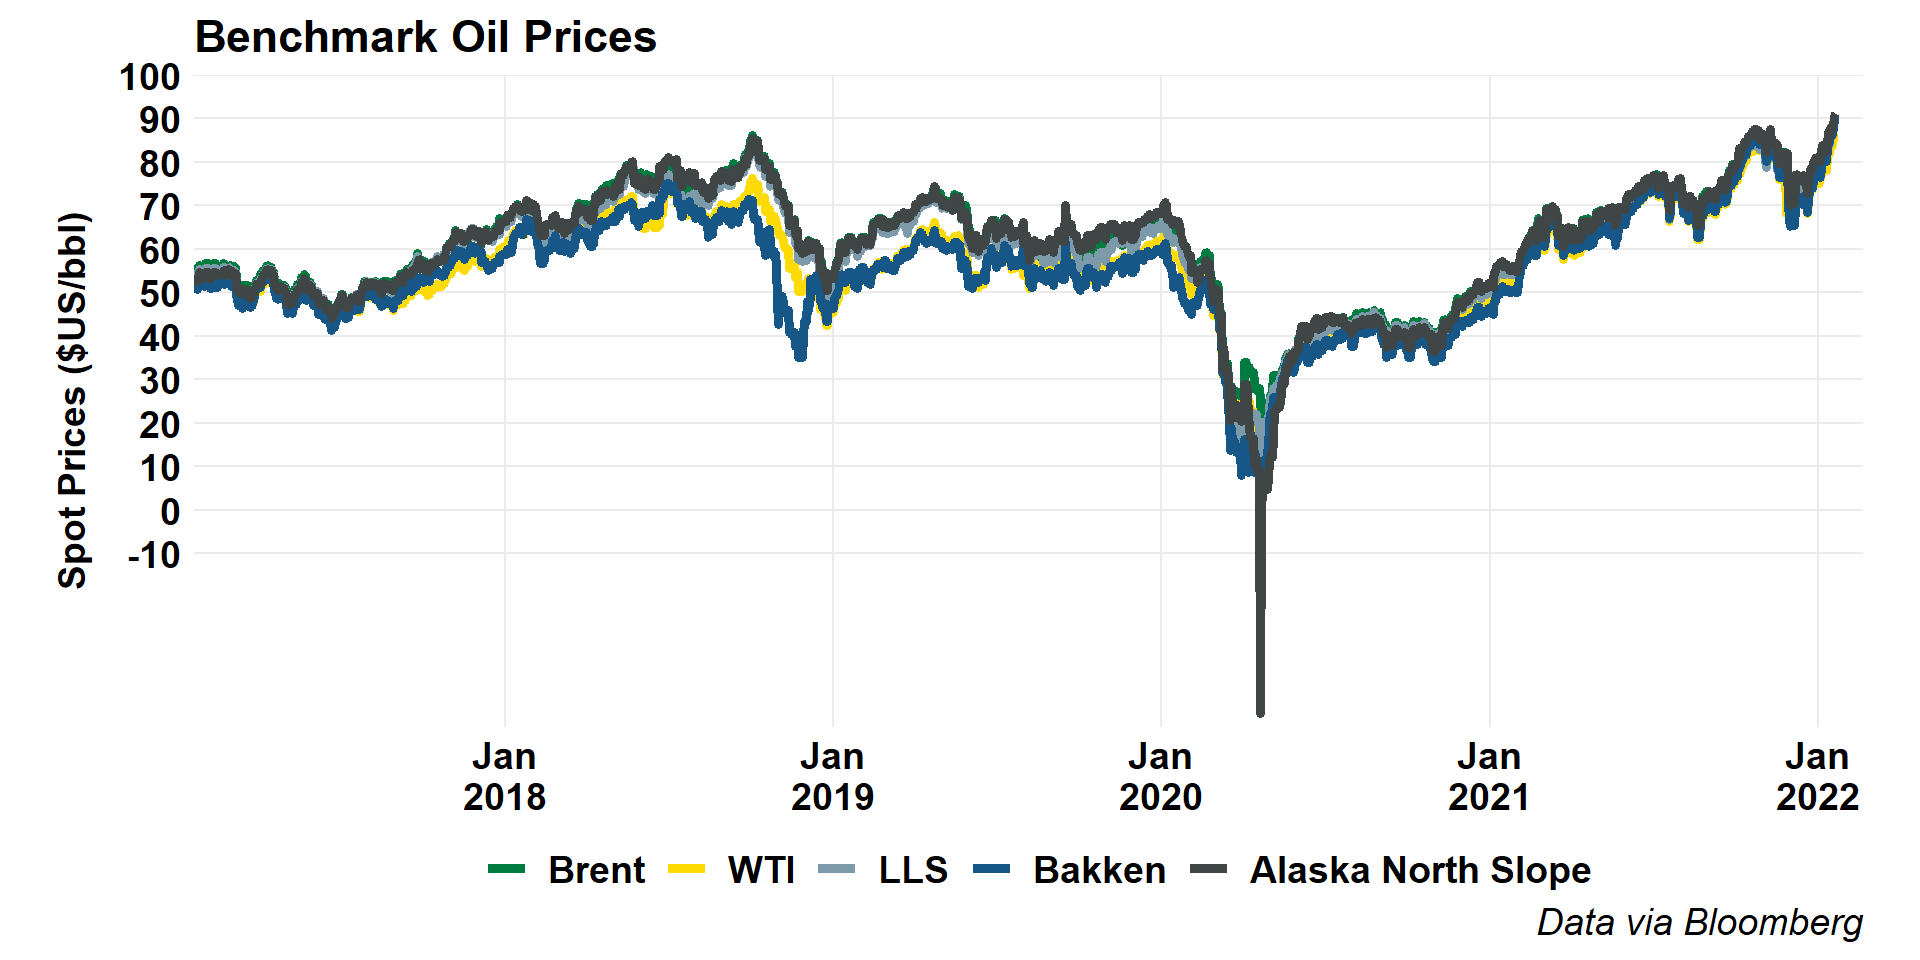 Benchmark Oil Prices
100
90
80
70
60
50
40
30
20
10
0
-10
Spot Prices ($US/bbl)
Jan 2018
Jan 2019
Jan 2020
Jan 2021
Jan 2022
Brent WTI LLS Bakken Alaska North Slope
Data via Bloomberg